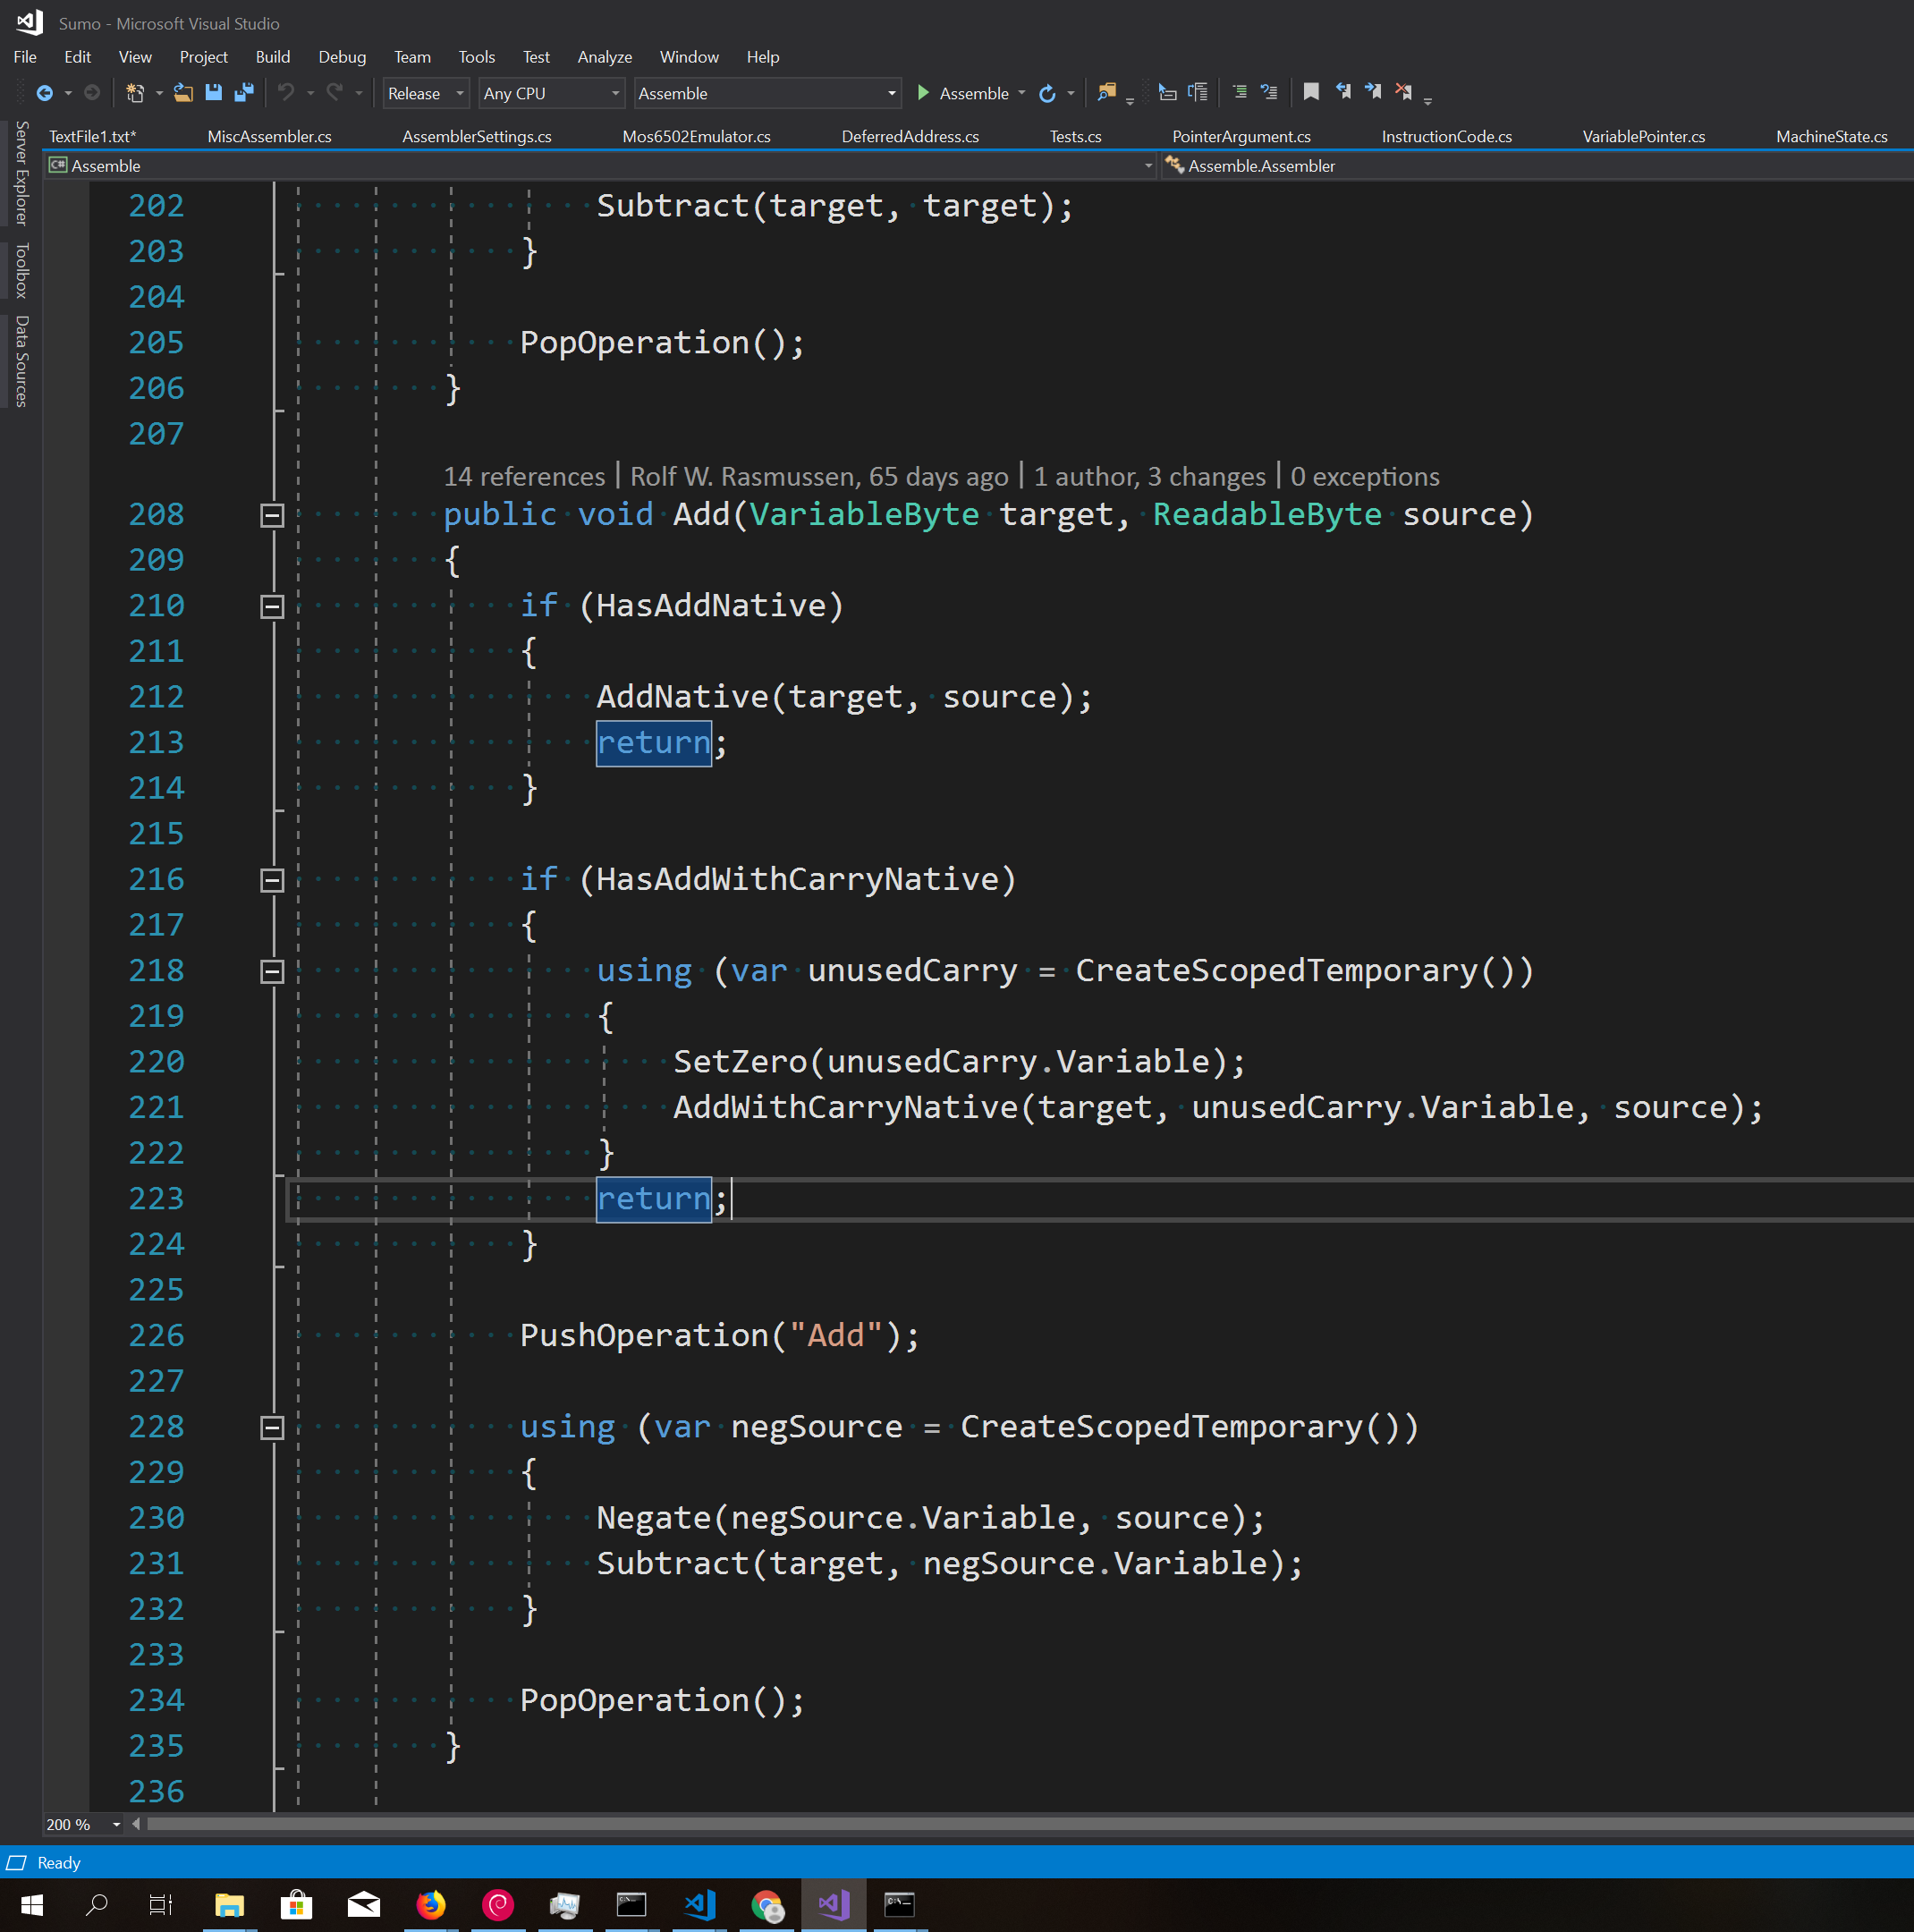 Sumo - Microsoft Visual Studio
File Edit View Project Build Debug Team Tools Test Analyze Window Help
Release Any CPU Assemble Assemble
TextFile1.txt* MiscAssembler.cs AssemblerSettings.cs Mos6502Emulator.cs DeferredAddress.cs Tests.cs PointerArgument.cs InstructionCode.cs VariablePointer.cs MachineState.cs
Server Explorer
Toolbox
Data Sources
C# Assemble Assemble.Assembler
202 Subtract(target, target);
203 }
204
205 PopOperation();
206 }
207
14 references | Rolf W. Rasmussen, 65 days ago | 1 author, 3 changes | 0 exceptions
208 public void Add(VariableByte target, ReadableByte source)
209 {
210 if (HasAddNative)
211 {
212 AddNative(target, source);
213 return;
214 }
215
216 if (HasAddWithCarryNative)
217 {
218 using (var unusedCarry = CreateScopedTemporary())
219 {
220 SetZero(unusedCarry.Variable);
221 AddWithCarryNative(target, unusedCarry.Variable, source);
222 }
223 return;
224 }
225
226 PushOperation("Add");
227
228 using (var negSource = CreateScopedTemporary())
229 {
230 Negate(negSource.Variable, source);
231 Subtract(target, negSource.Variable);
232 }
233
234 PopOperation();
235 }
236
200 %
Ready